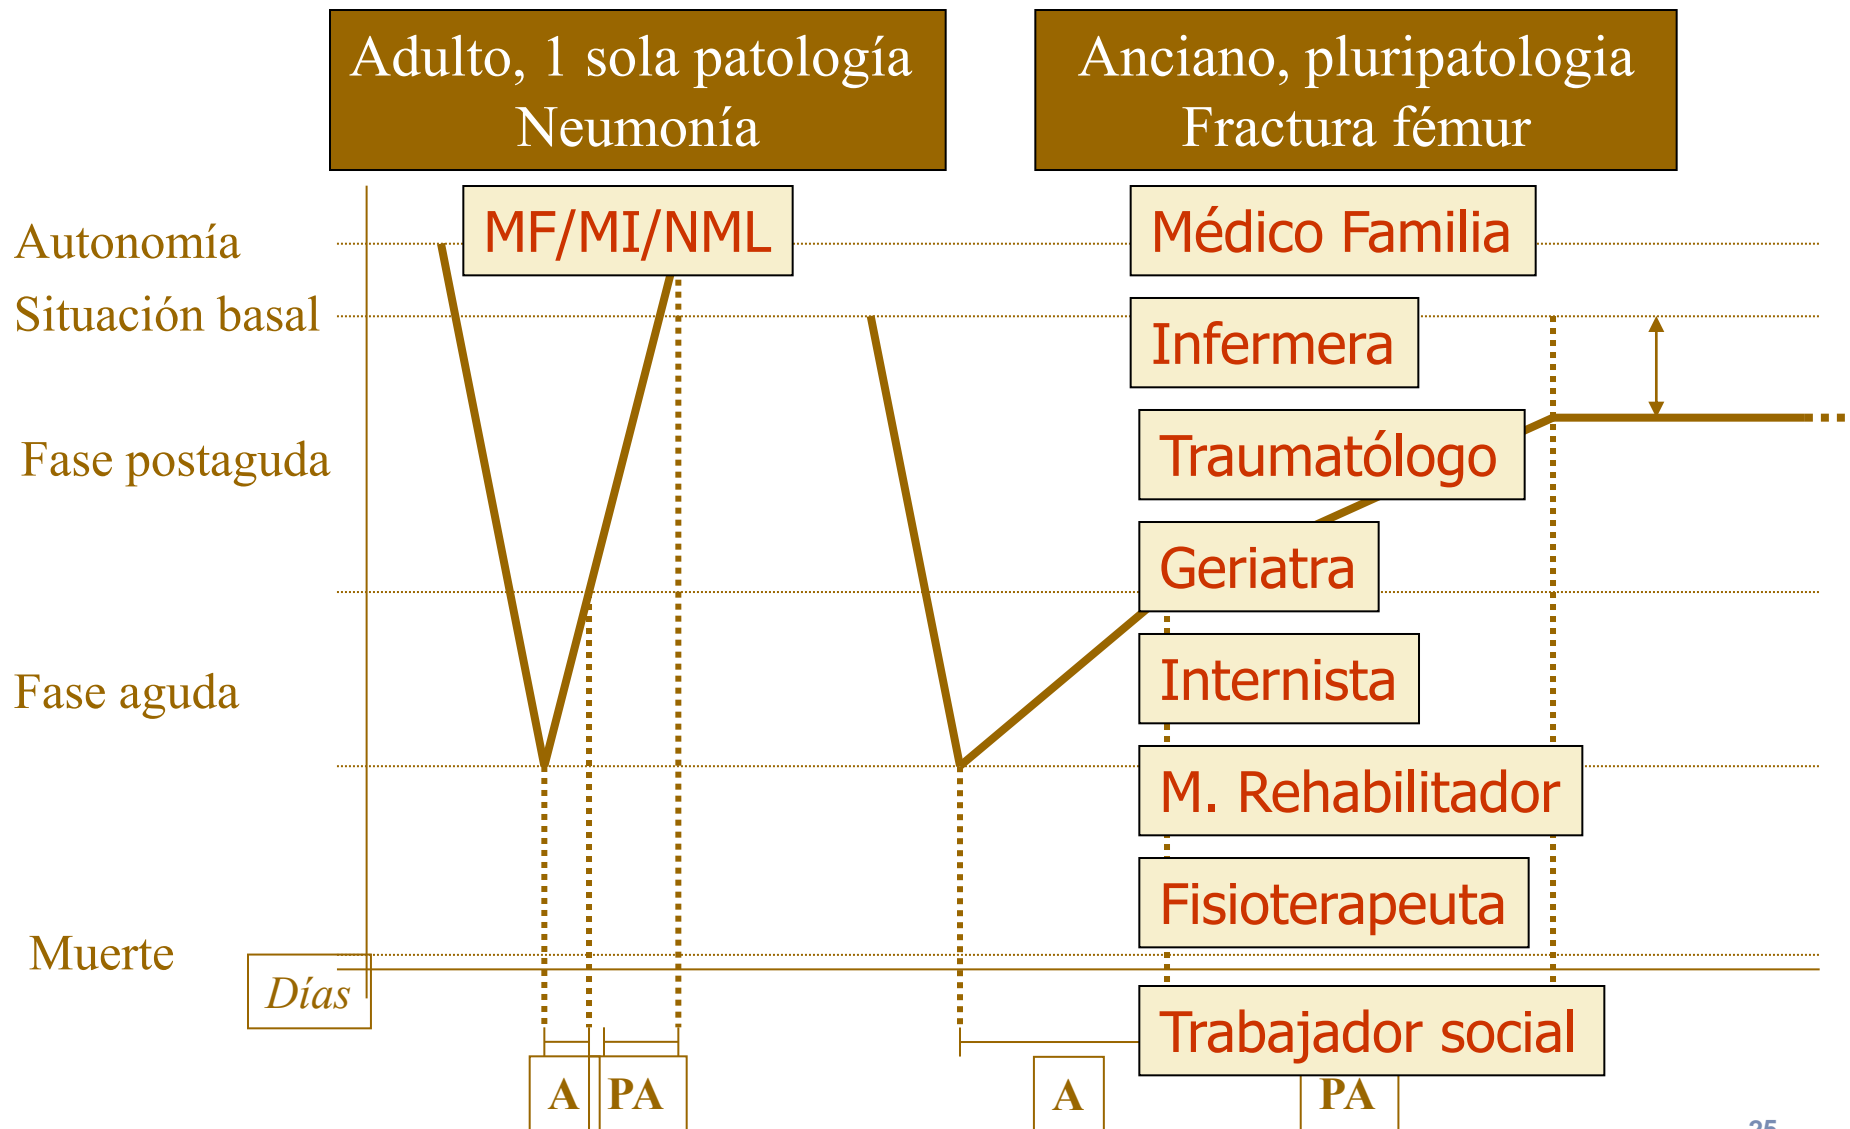 Adulto, 1 sola patología
Neumonía
Anciano, pluripatologia
Fractura fémur
Autonomía
MF/MI/NML
Médico Familia
Situación basal
Infermera
Fase postaguda
Traumatólogo
Geriatra
Fase aguda
Internista
M. Rehabilitador
Fisioterapeuta
Muerte
Días
Trabajador social
A
PA
A
PA
25